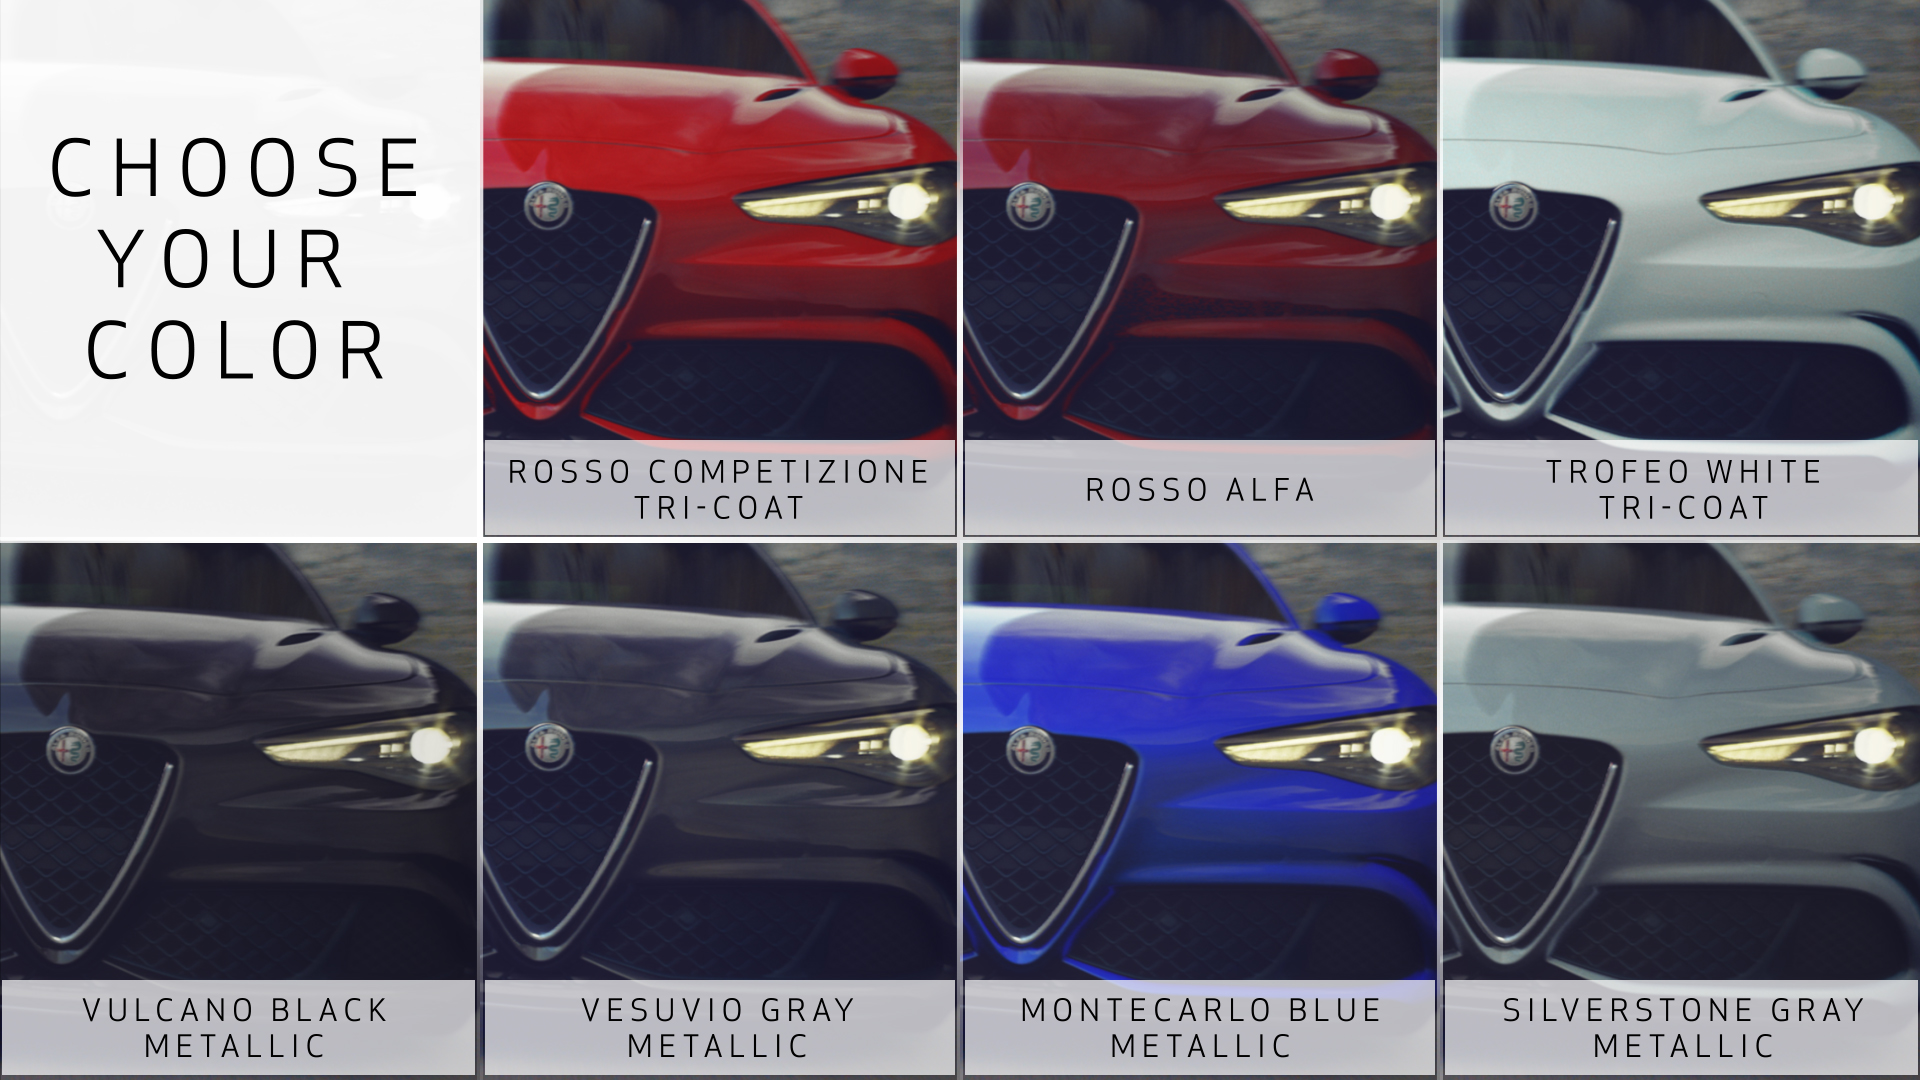 CHOOSE
YOUR
COLOR
ROSSO COMPETIZIONE
TRI-COAT
ROSSO ALFA
TROFEO WHITE
TRI-COAT
VULCANO BLACK
METALLIC
VESUVIO GRAY
METALLIC
MONTECARLO BLUE
METALLIC
SILVERSTONE GRAY
METALLIC